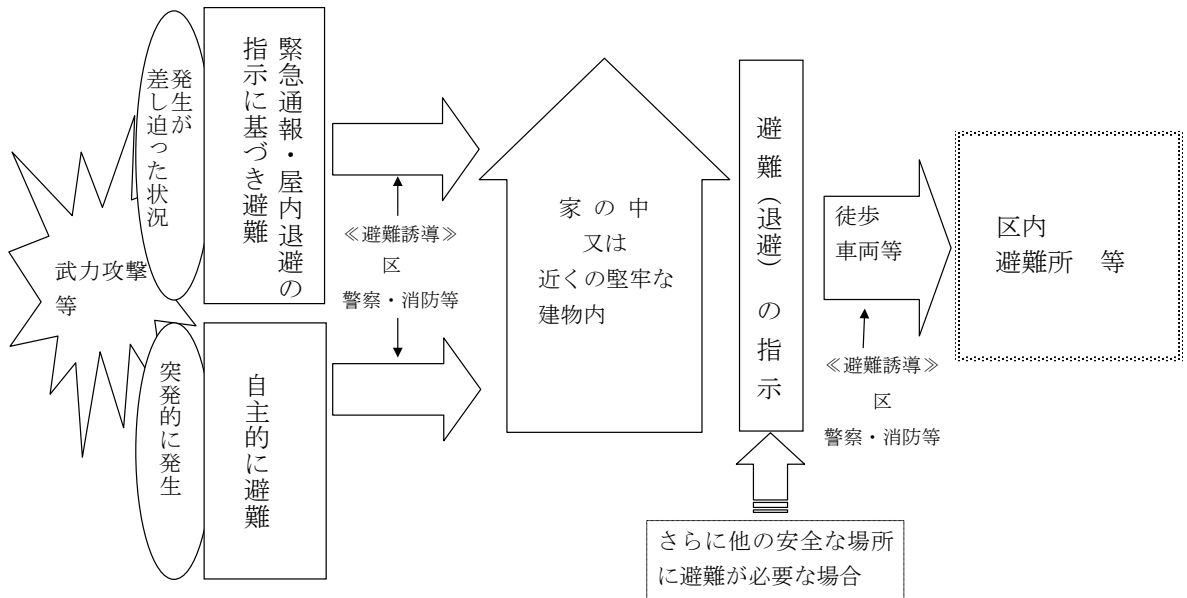 武力攻撃
等
発生が
差し迫った状況
緊急通報・屋内退避の
指示に基づき避難
突発的に発生
自主的に避難
≪避難誘導≫
区
警察・消防等
家の中
又は
近くの堅牢な
建物内
避難(退避)の指示
さらに他の安全な場所
に避難が必要な場合
徒歩
車両等
≪避難誘導≫
区
警察・消防等
区内
避難所　等